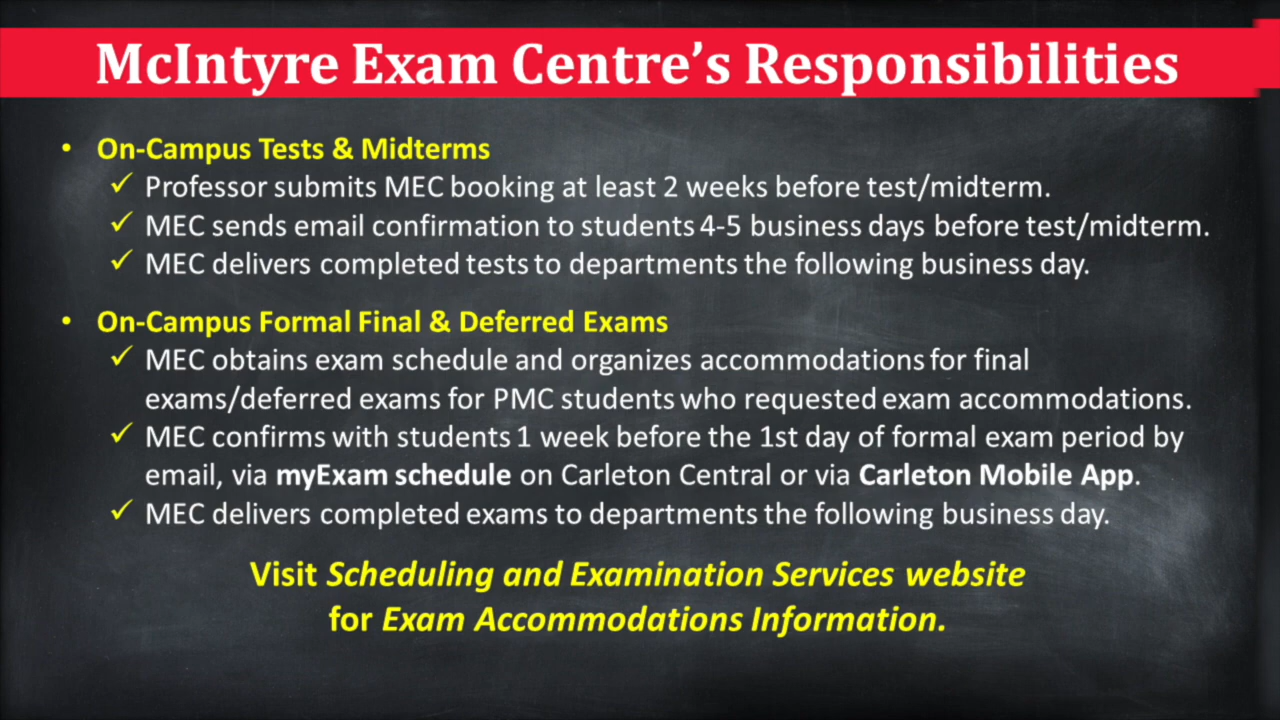 McIntyre Exam Centre’s Responsibilities
• On-Campus Tests & Midterms
✓ Professor submits MEC booking at least 2 weeks before test/midterm.
✓ MEC sends email confirmation to students 4-5 business days before test/midterm.
✓ MEC delivers completed tests to departments the following business day.
• On-Campus Formal Final & Deferred Exams
✓ MEC obtains exam schedule and organizes accommodations for final
exams/deferred exams for PMC students who requested exam accommodations.
✓ MEC confirms with students 1 week before the 1st day of formal exam period by
email, via myExam schedule on Carleton Central or via Carleton Mobile App.
✓ MEC delivers completed exams to departments the following business day.
Visit Scheduling and Examination Services website
for Exam Accommodations Information.